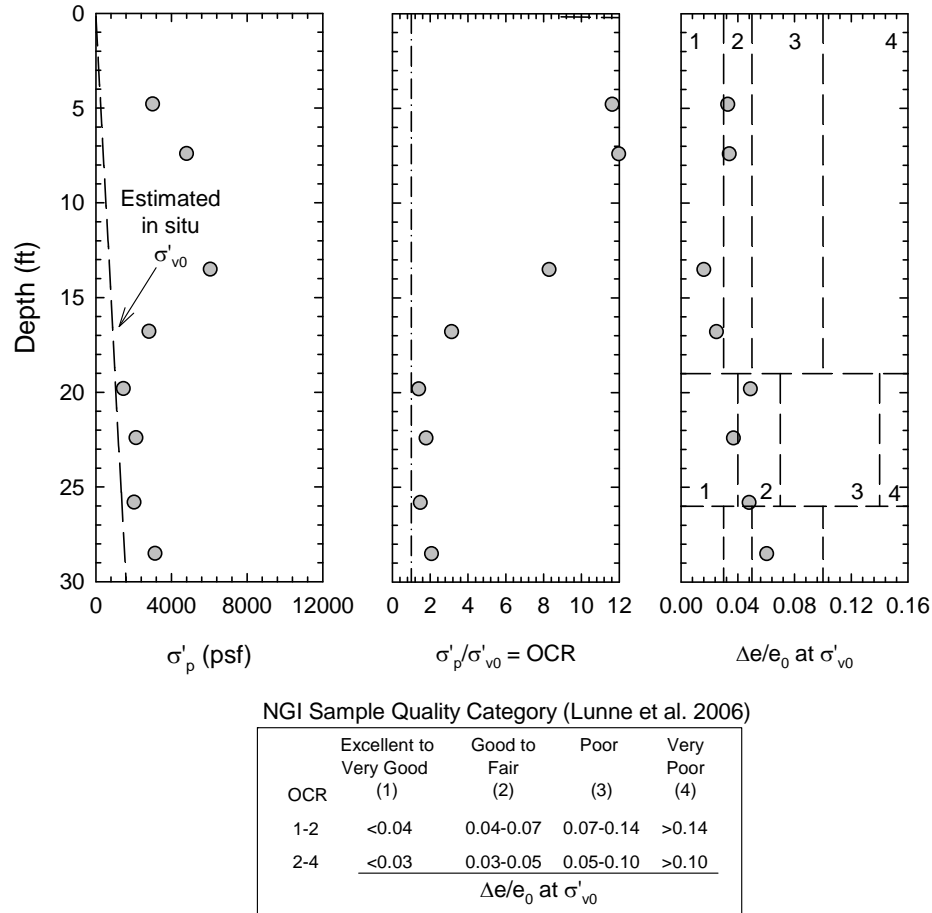 0
5
10
15
20
25
30
Depth (ft)
Estimated
in situ
σ'v0
0 4000 8000 12000
σ'p (psf)
0 2 4 6 8 10 12
σ'p/σ'v0 = OCR
1 2 3 4
1 2 3 4
0.00 0.04 0.08 0.12 0.16
Δe/e0 at σ'v0
NGI Sample Quality Category (Lunne et al. 2006)
Excellent to Good to Poor Very
Very Good Fair Poor
OCR (1) (2) (3) (4)
1-2 <0.04 0.04-0.07 0.07-0.14 >0.14
2-4 <0.03 0.03-0.05 0.05-0.10 >0.10
Δe/e0 at σ'v0